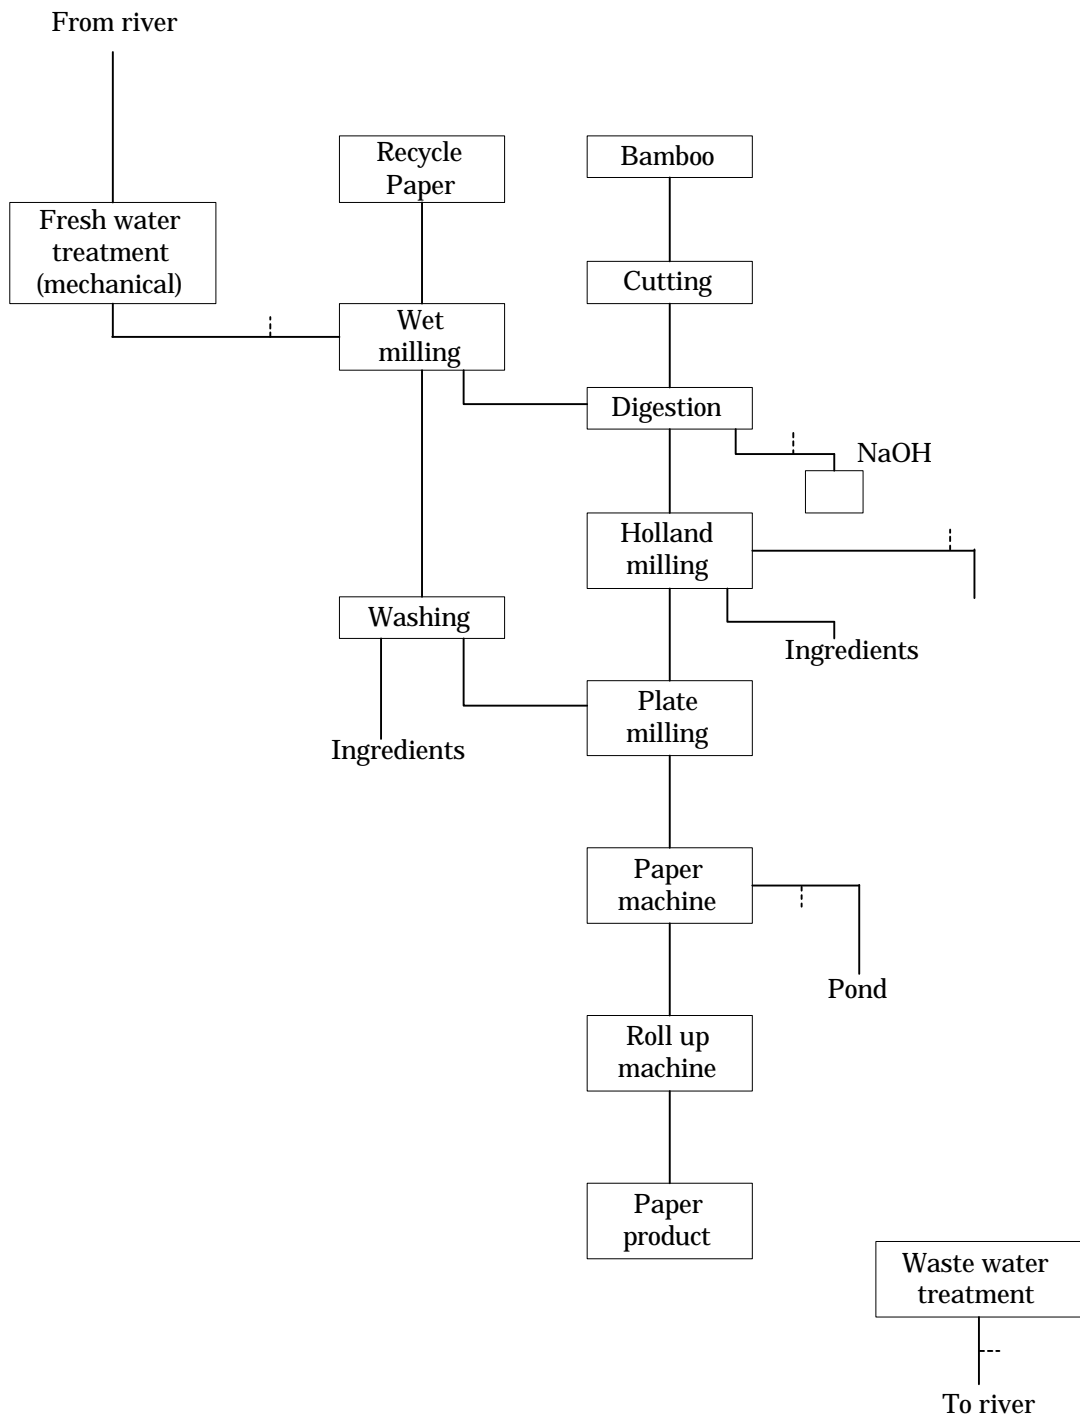 From river
Recycle
Paper
Bamboo
Fresh water
treatment
(mechanical)
Cutting
Wet
milling
Digestion
NaOH
Holland
milling
Washing
Ingredients
Plate
milling
Ingredients
Paper
machine
Pond
Roll up
machine
Paper
product
Waste water
treatment
To river